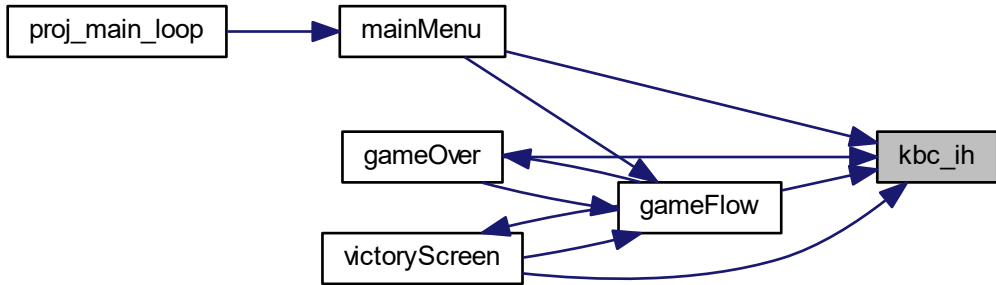 proj_main_loop
mainMenu
gameOver
victoryScreen
gameFlow
kbc_ih